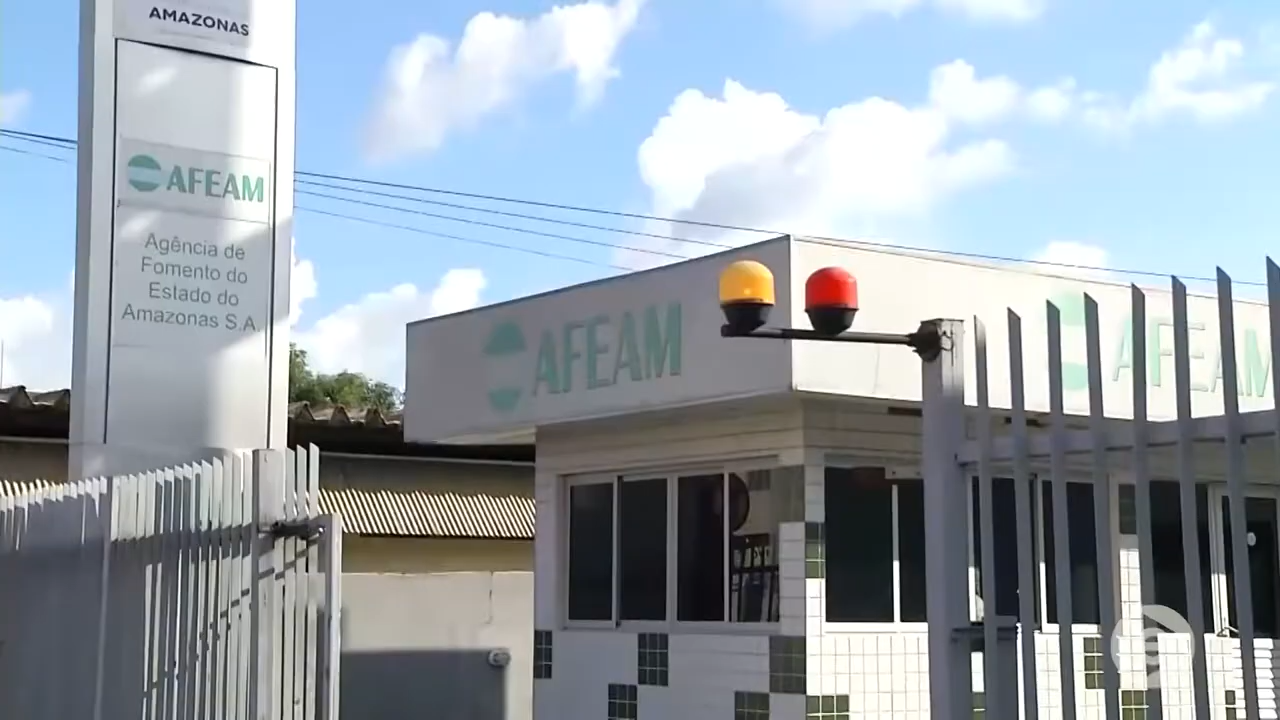 AMAZONAS
AFEAM
Agência de
Fomento do
Estado do
Amazonas S.A.
AFEAM
AFEAM